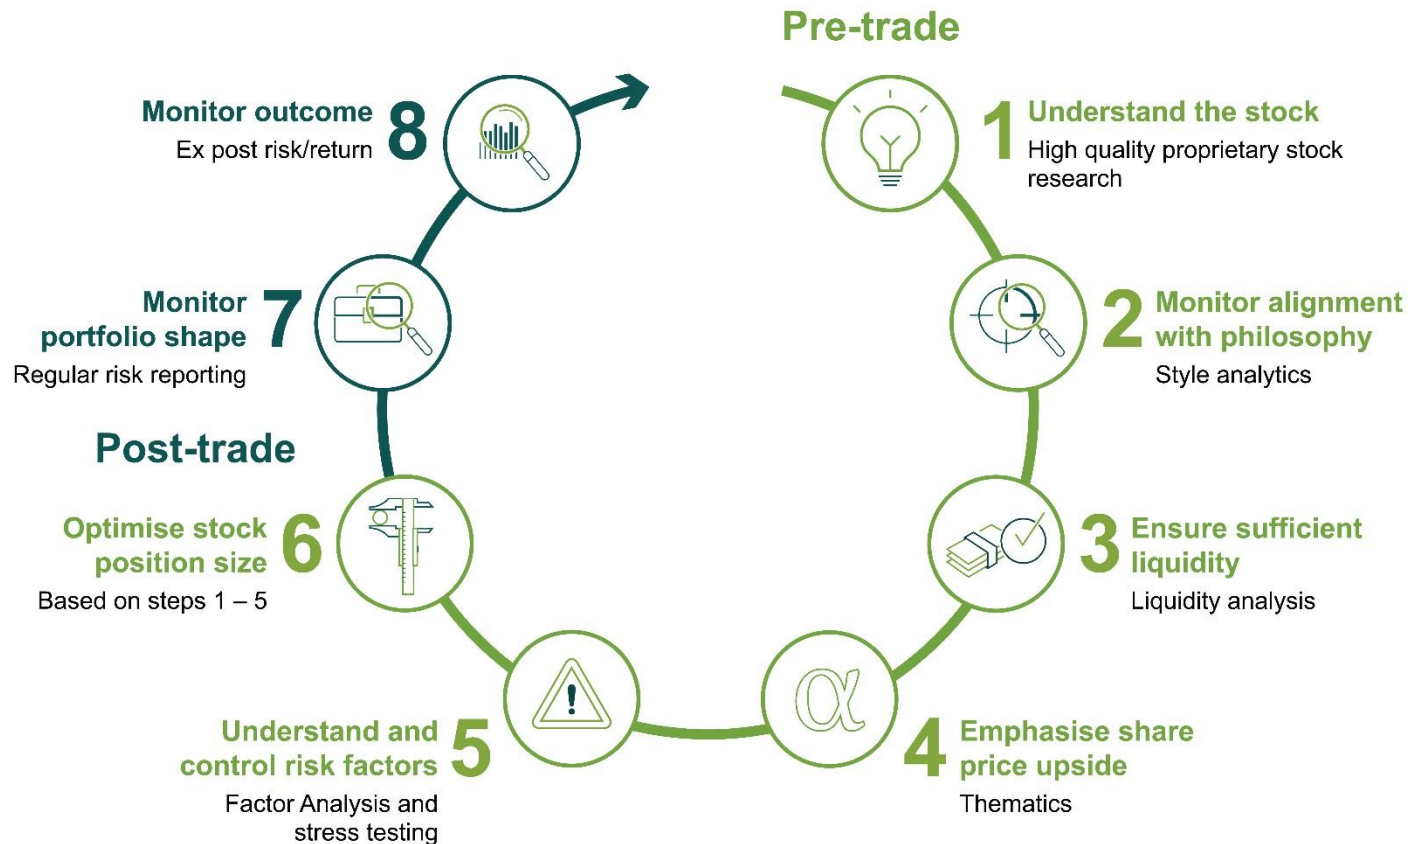 Pre-trade
1
Understand the stock
High quality proprietary stock
research
2
Monitor alignment
with philosophy
Style analytics
3
Ensure sufficient
liquidity
Liquidity analysis
4
Emphasise share
price upside
Thematics
α
5
Understand and
control risk factors
Factor Analysis and
stress testing
!
6
Optimise stock
position size
Based on steps 1 – 5
Post-trade
7
Monitor
portfolio shape
Regular risk reporting
8
Monitor outcome
Ex post risk/return